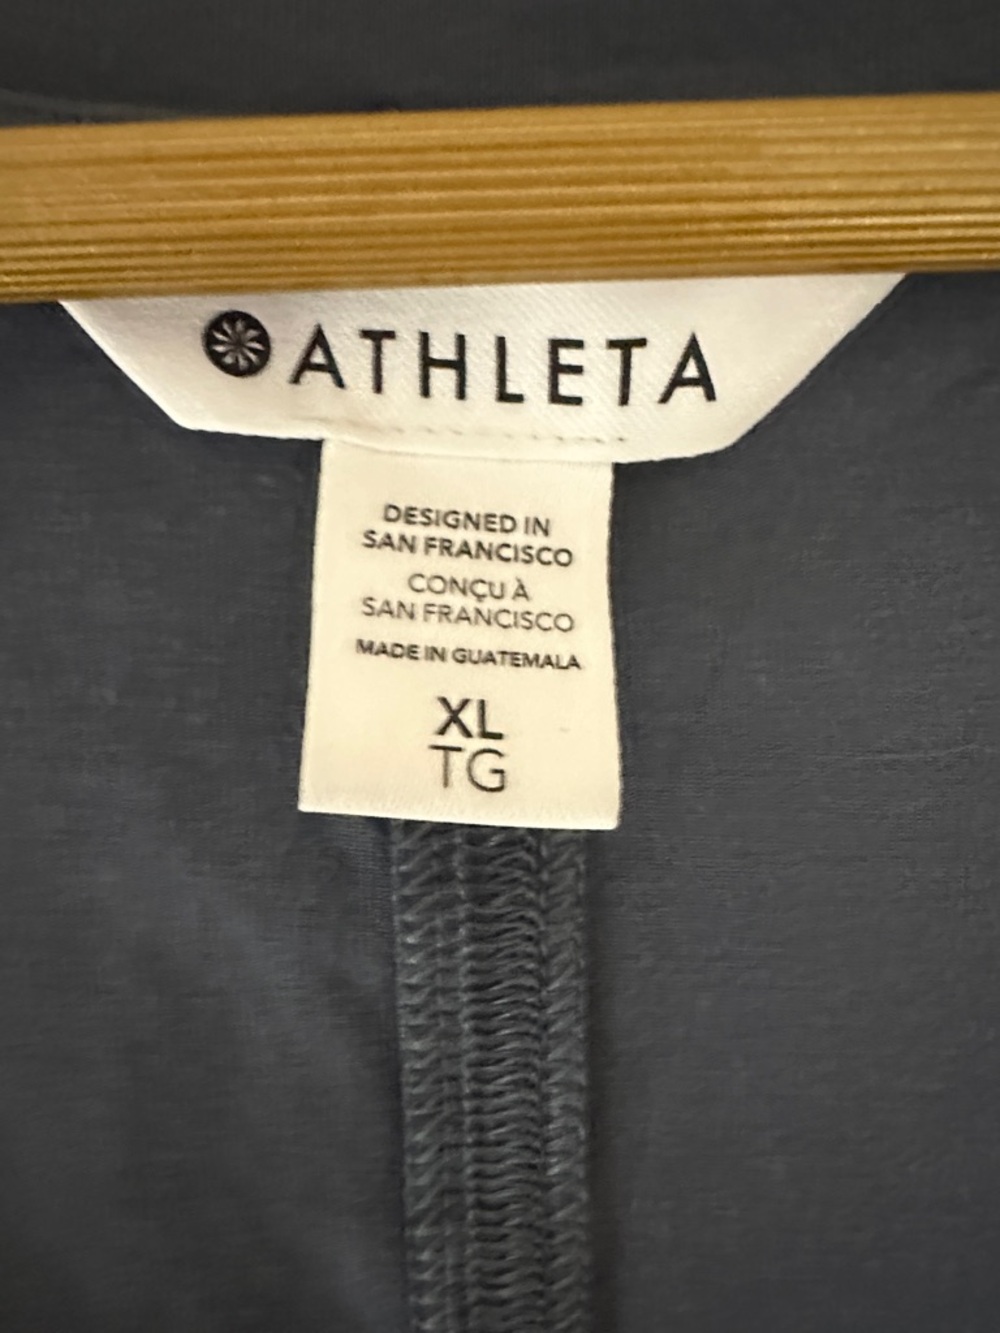 ATHLETA
DESIGNED IN
SAN FRANCISCO
CONÇU À
SAN FRANCISCO
MADE IN GUATEMALA
XL
TG